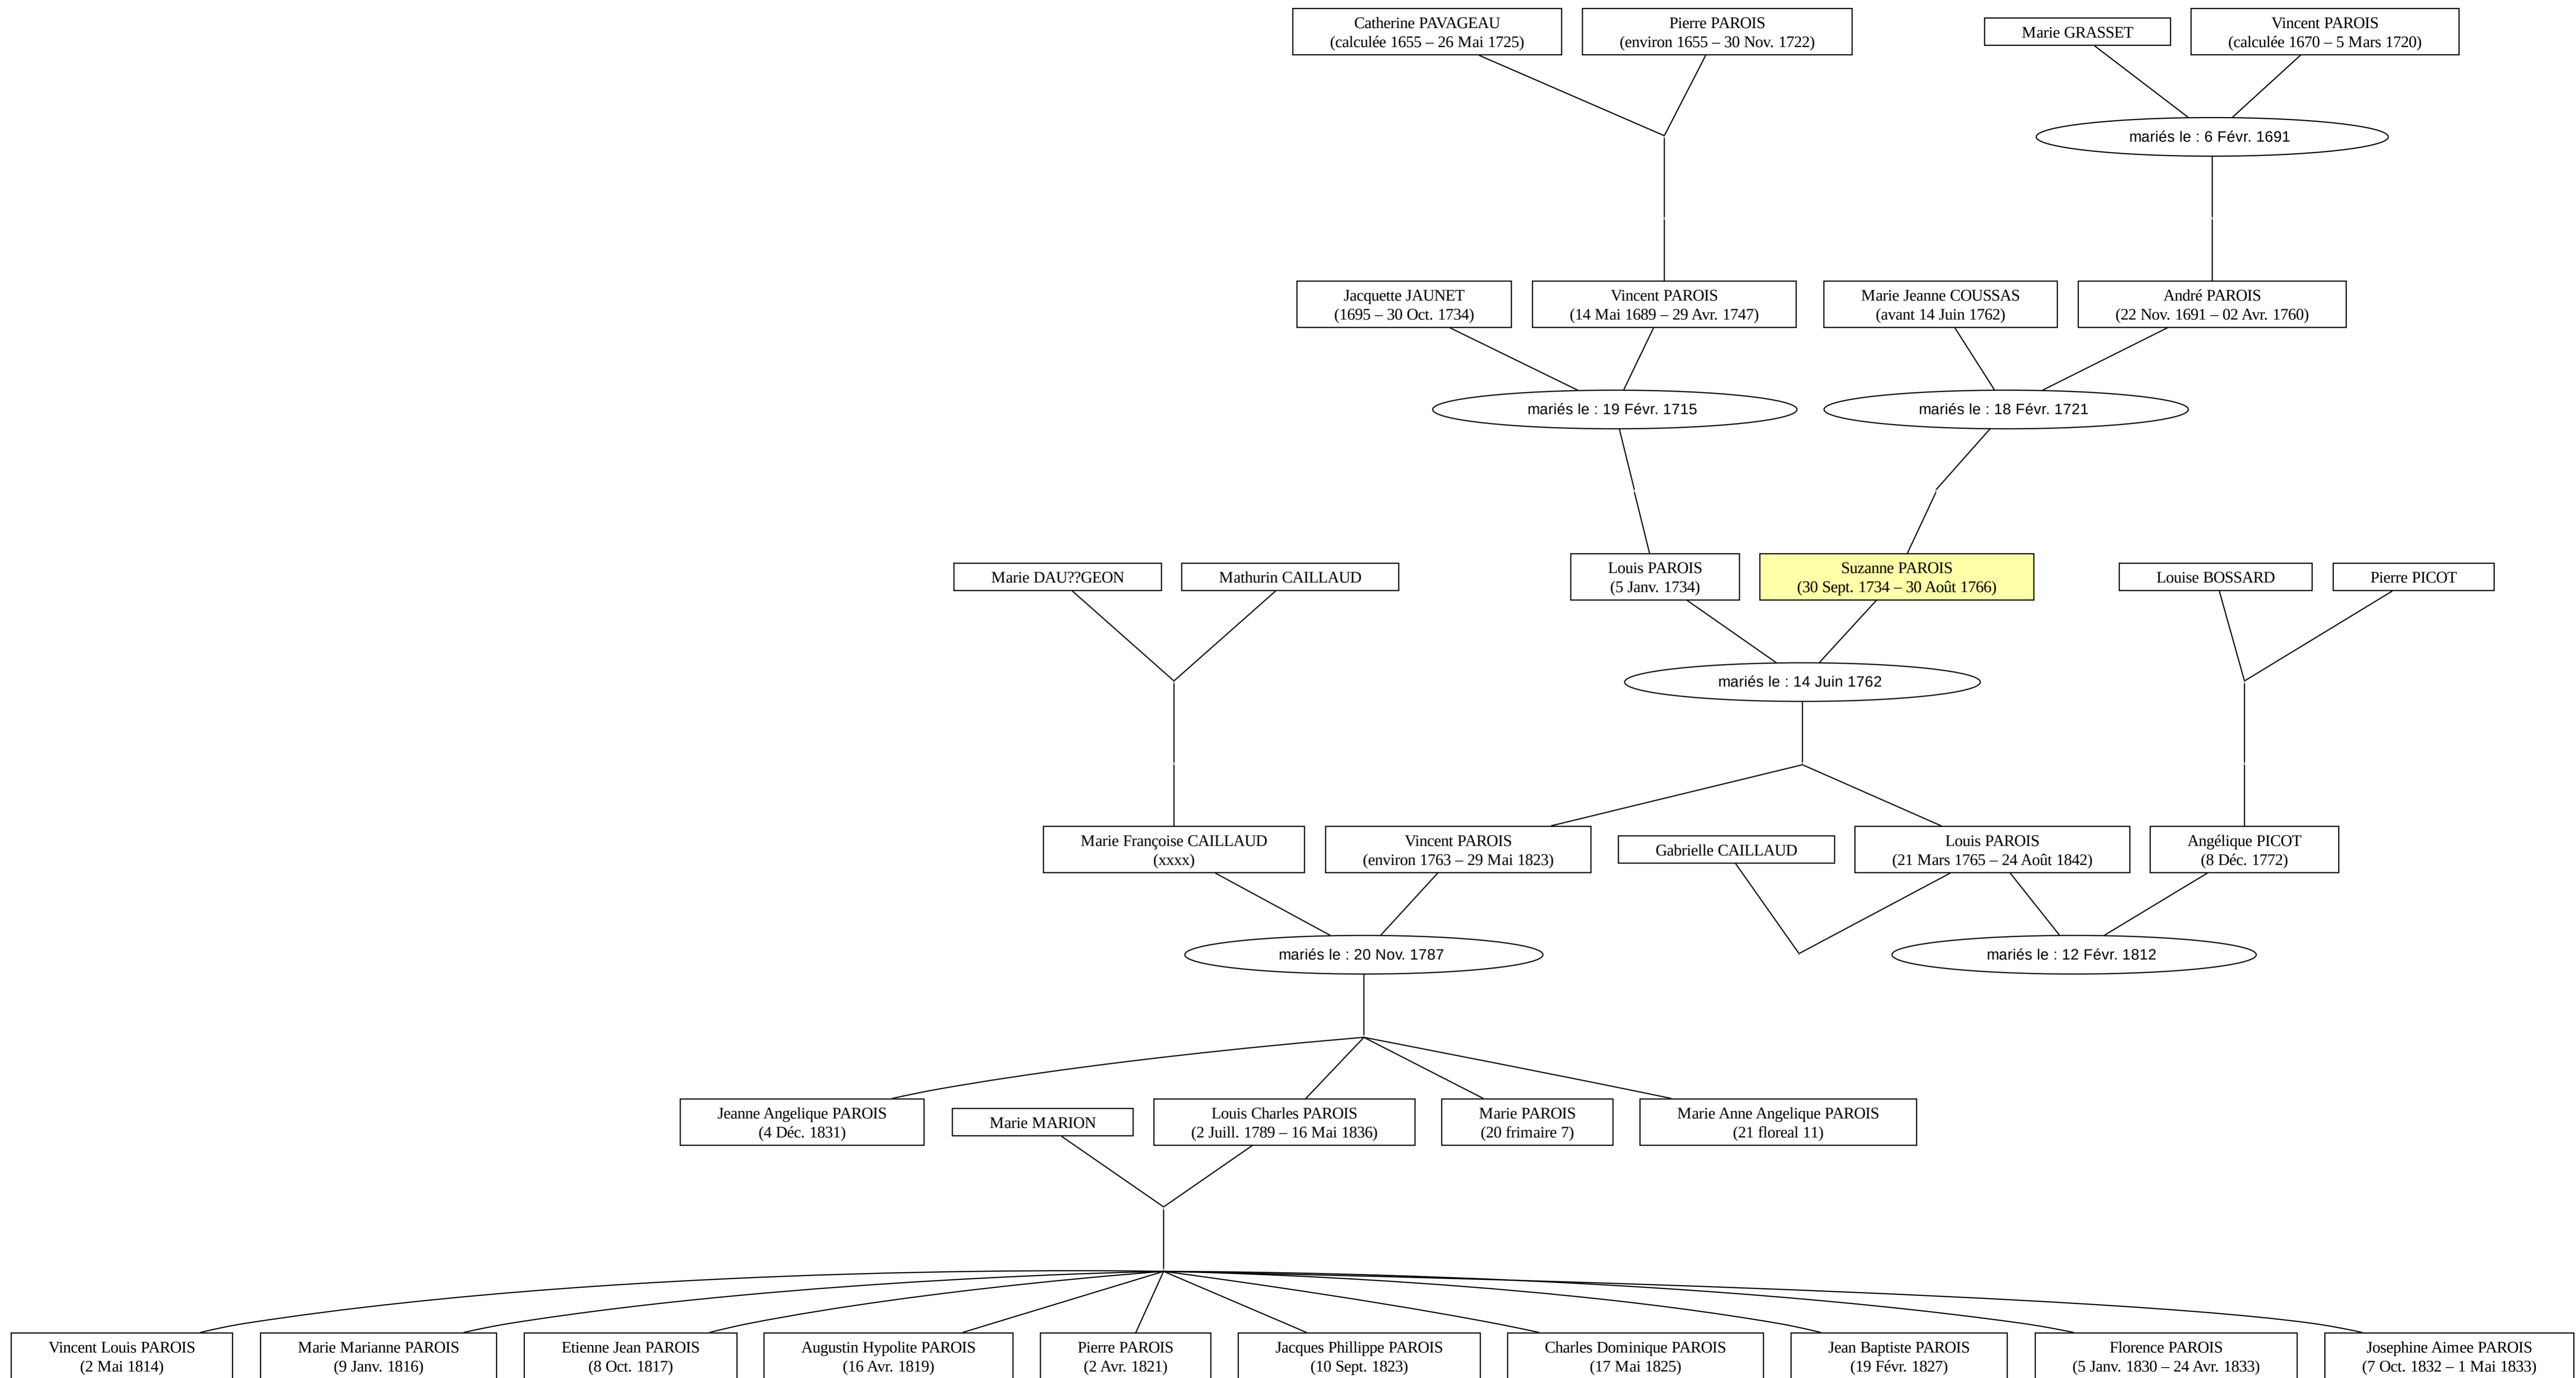 Catherine PAVAGEAU
(calculée 1655 – 26 Mai 1725)
Pierre PAROIS
(environ 1655 – 30 Nov. 1722)
Marie GRASSET
Vincent PAROIS
(calculée 1670 – 5 Mars 1720)
mariés le : 6 Févr. 1691
Jacquette JAUNET
(1695 – 30 Oct. 1734)
Vincent PAROIS
(14 Mai 1689 – 29 Avr. 1747)
Marie Jeanne COUSSAS
(avant 14 Juin 1762)
André PAROIS
(22 Nov. 1691 – 02 Avr. 1760)
mariés le : 19 Févr. 1715
mariés le : 18 Févr. 1721
Marie DAU??GEON
Mathurin CAILLAUD
Louis PAROIS
(5 Janv. 1734)
Suzanne PAROIS
(30 Sept. 1734 – 30 Août 1766)
Louise BOSSARD
Pierre PICOT
mariés le : 14 Juin 1762
Marie Françoise CAILLAUD
(xxxx)
Vincent PAROIS
(environ 1763 – 29 Mai 1823)
Gabrielle CAILLAUD
Louis PAROIS
(21 Mars 1765 – 24 Août 1842)
Angélique PICOT
(8 Déc. 1772)
mariés le : 20 Nov. 1787
mariés le : 12 Févr. 1812
Jeanne Angelique PAROIS
(4 Déc. 1831)
Marie MARION
Louis Charles PAROIS
(2 Juill. 1789 – 16 Mai 1836)
Marie PAROIS
(20 frimaire 7)
Marie Anne Angelique PAROIS
(21 floreal 11)
Vincent Louis PAROIS
(2 Mai 1814)
Marie Marianne PAROIS
(9 Janv. 1816)
Etienne Jean PAROIS
(8 Oct. 1817)
Augustin Hypolite PAROIS
(16 Avr. 1819)
Pierre PAROIS
(2 Avr. 1821)
Jacques Phillippe PAROIS
(10 Sept. 1823)
Charles Dominique PAROIS
(17 Mai 1825)
Jean Baptiste PAROIS
(19 Févr. 1827)
Florence PAROIS
(5 Janv. 1830 – 24 Avr. 1833)
Josephine Aimee PAROIS
(7 Oct. 1832 – 1 Mai 1833)